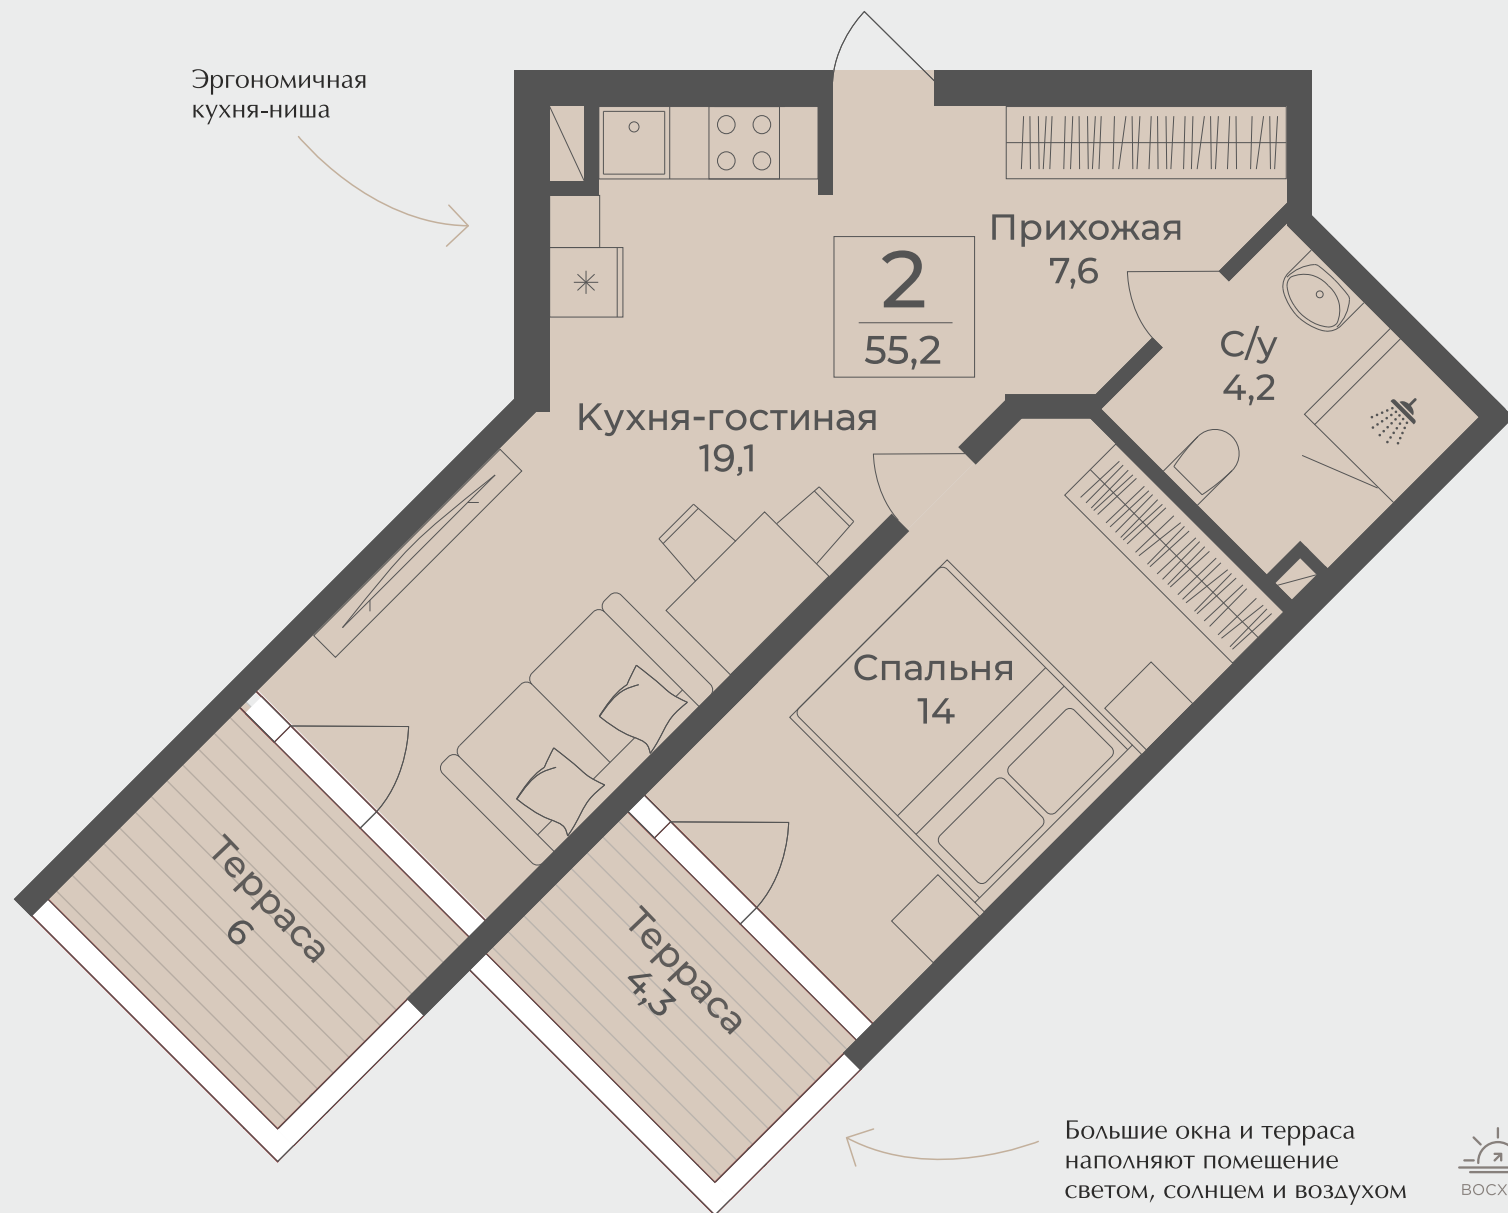 Эргономичная
кухня-ниша
Прихожая
7,6
2
55,2
С/у
4,2
Кухня-гостиная
19,1
Спальня
14
Терраса
6
Терраса
4,3
Большие окна и терраса
наполняют помещение
светом, солнцем и воздухом